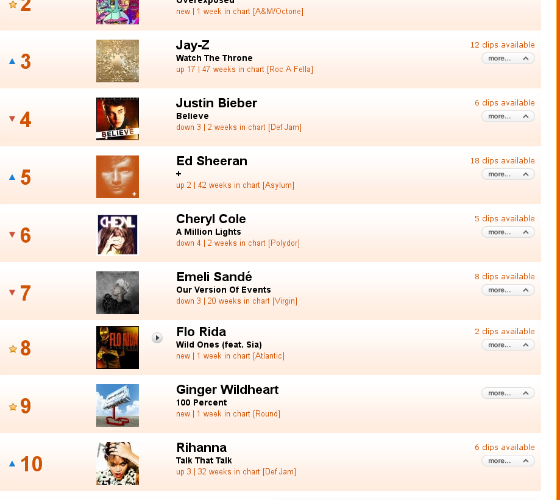 2
Overexposed
new | 1 week in chart [A&M/Octone]
3
Jay-Z
Watch The Throne
up 17 | 47 weeks in chart [Roc A Fella]
12 clips available
more...
4
BELIEVE
Justin Bieber
Believe
down 3 | 2 weeks in chart [Def Jam]
6 clips available
more...
5
Ed Sheeran
+
up 2 | 42 weeks in chart [Asylum]
18 clips available
more...
6
CHERYL
Cheryl Cole
A Million Lights
down 4 | 2 weeks in chart [Polydor]
5 clips available
more...
7
Emeli Sandé
Our Version Of Events
down 3 | 20 weeks in chart [Virgin]
8 clips available
more...
8
FLO RIDA
Flo Rida
Wild Ones (feat. Sia)
new | 1 week in chart [Atlantic]
2 clips available
more...
9
Ginger Wildheart
100 Percent
new | 1 week in chart [Round]
more...
10
Rihanna
Talk That Talk
up 3 | 32 weeks in chart [Def Jam]
6 clips available
more...